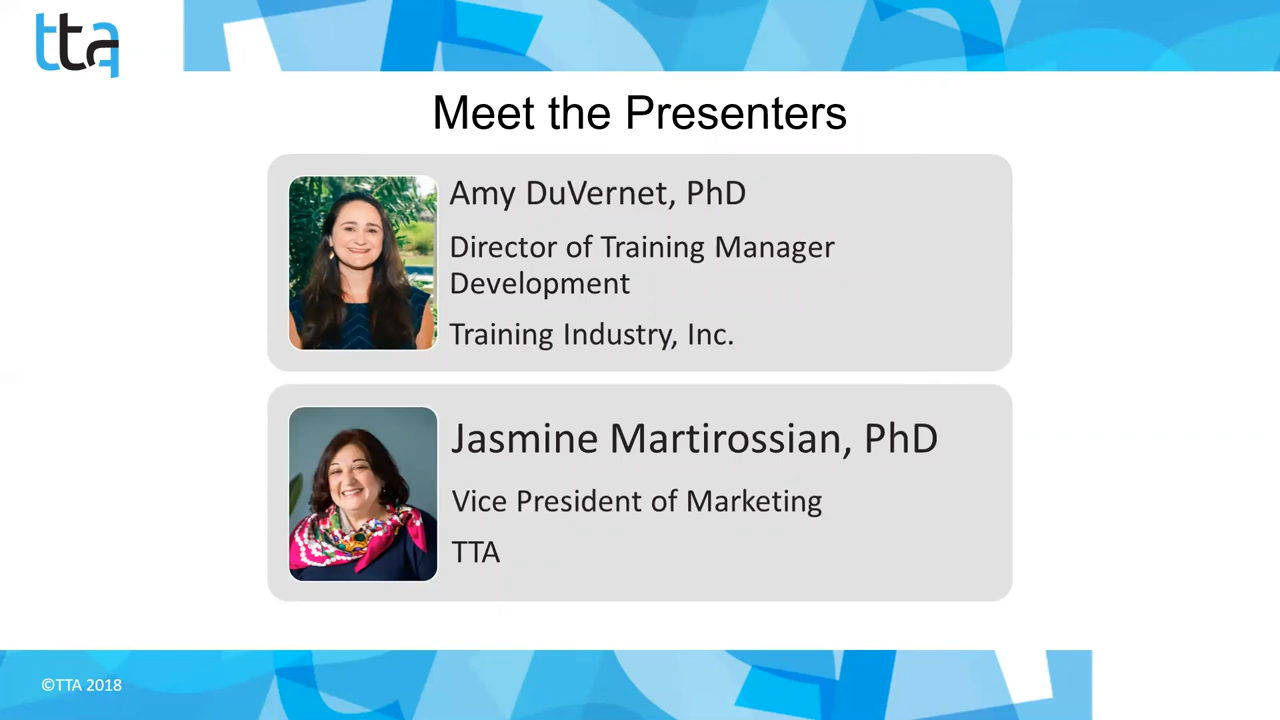 tta
Meet the Presenters
Amy DuVernet, PhD
Director of Training Manager
Development
Training Industry, Inc.
Jasmine Martirossian, PhD
Vice President of Marketing
TTA
©TTA 2018